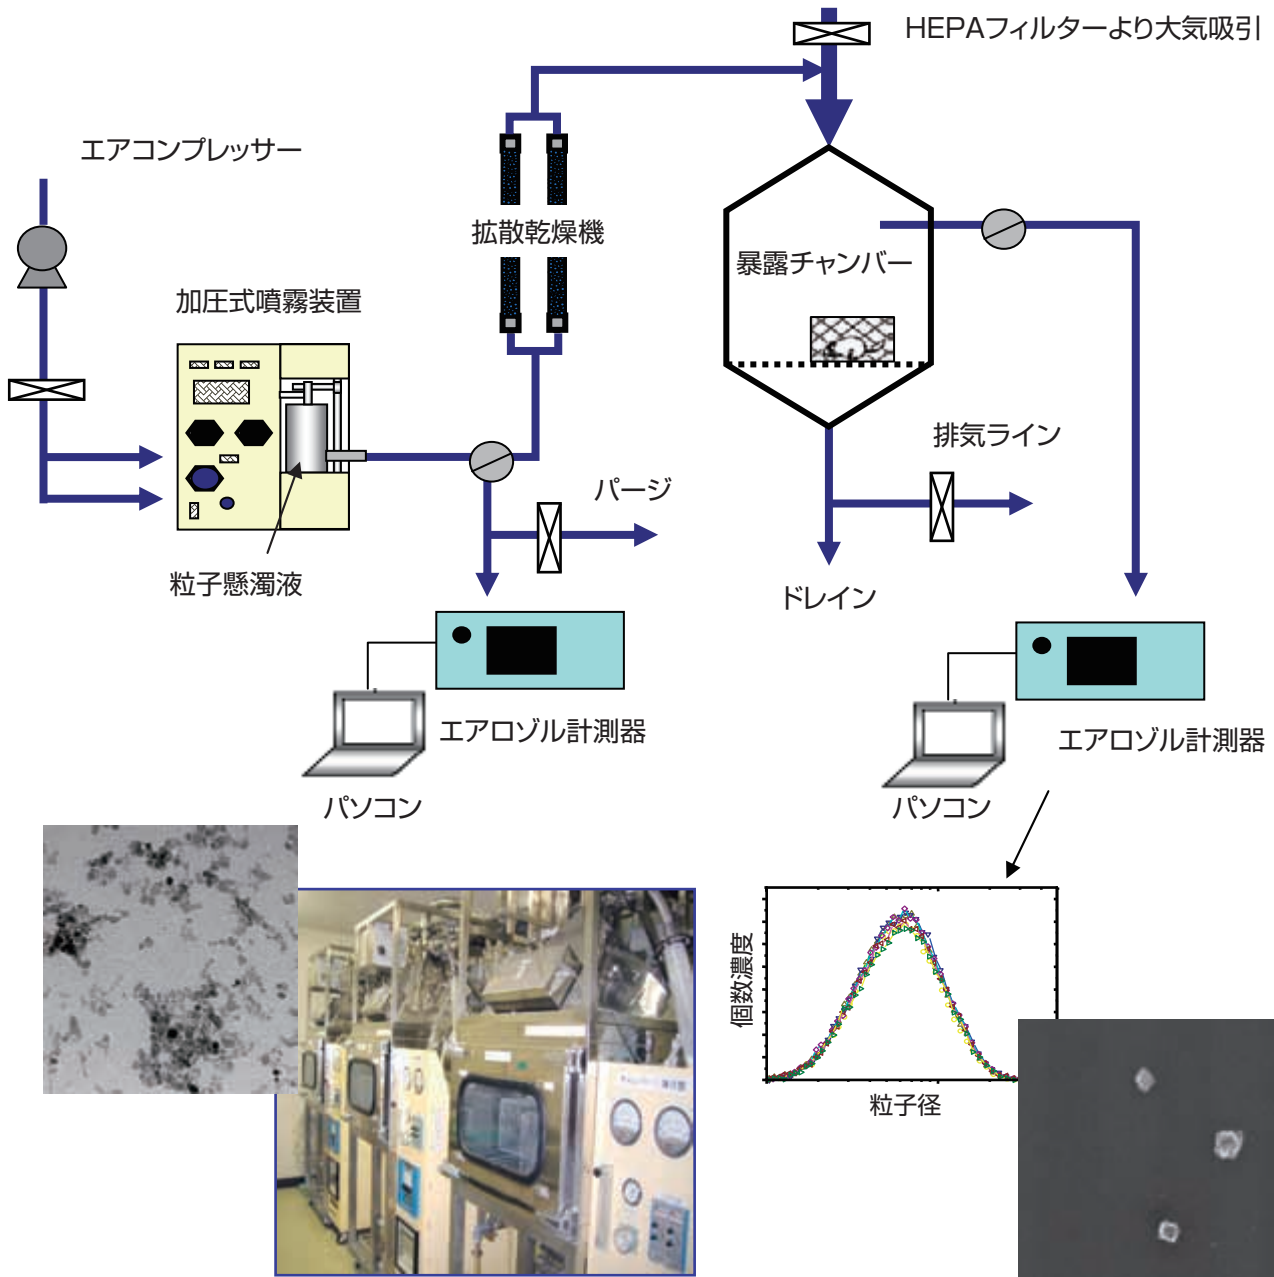 HEPAフィルターより大気吸引
エアコンプレッサー
拡散乾燥機
暴露チャンバー
加圧式噴霧装置
排気ライン
パージ
粒子懸濁液
ドレイン
エアロゾル計測器
エアロゾル計測器
パソコン
パソコン
個数濃度
粒子径